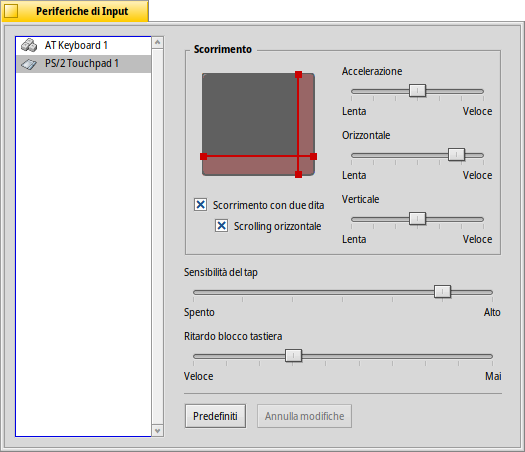 Periferiche di Input
AT Keyboard 1
PS/2 Touchpad 1
Scorrimento
Accelerazione
Lenta Veloce
Orizzontale
Lenta Veloce
Verticale
Lenta Veloce
Scorrimento con due dita
Scrolling orizzontale
Sensibilità del tap
Spento Alto
Ritardo blocco tastiera
Veloce Mai
Predefiniti Annulla modifiche